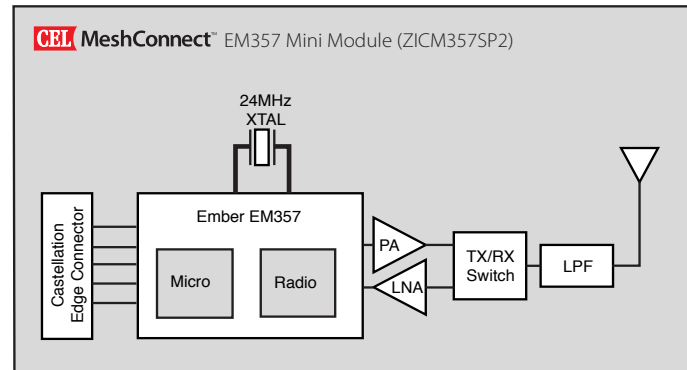 CEL MeshConnect™ EM357 Mini Module (ZICM357SP2)
24MHz
XTAL
Castellation
Edge Connector
Ember EM357
Micro
Radio
PA
LNA
TX/RX
Switch
LPF